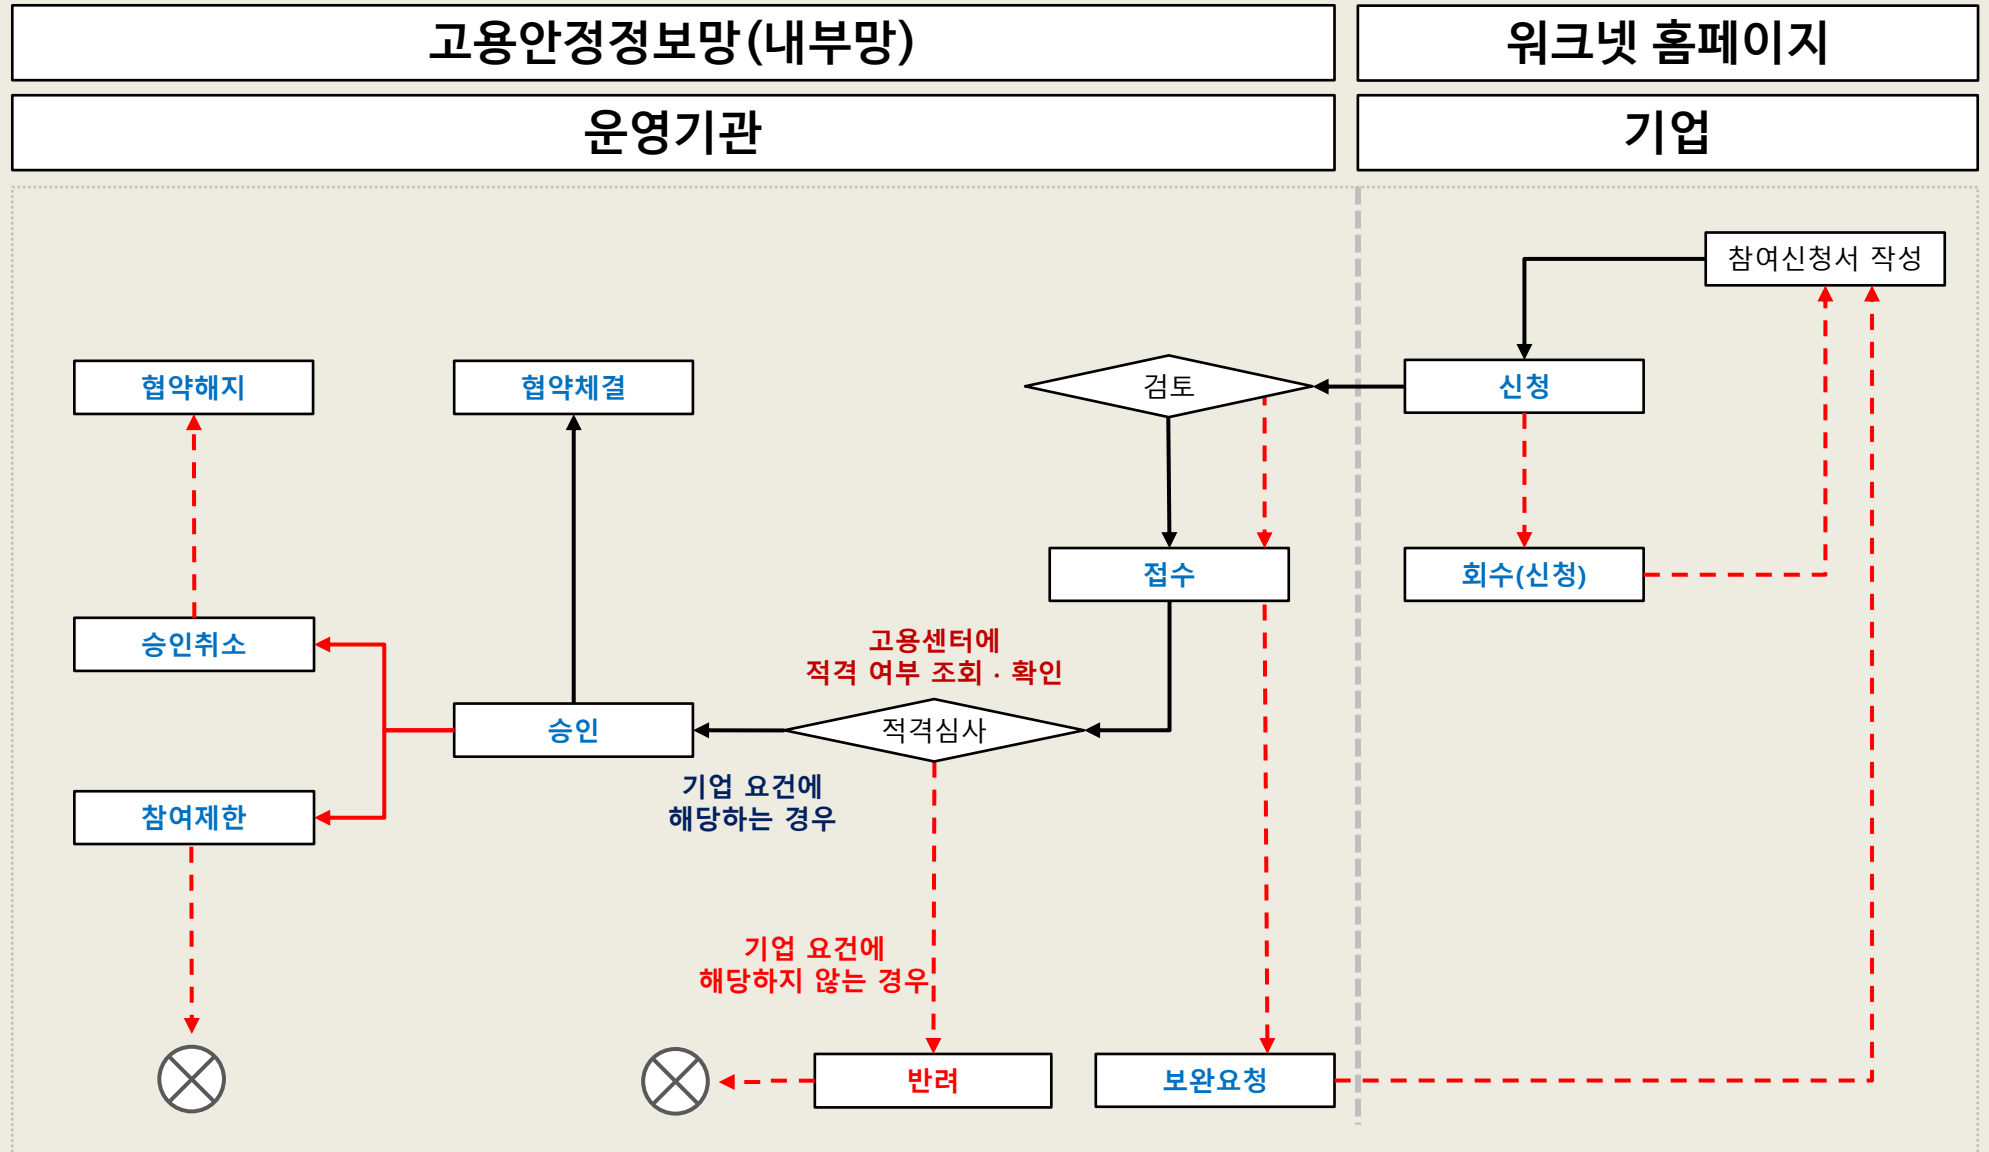 고용안정정보망(내부망)
워크넷 홈페이지
운영기관
기업
참여신청서 작성
협약해지
협약체결
검토
신청
접수
회수(신청)
고용센터에
적격 여부 조회 · 확인
승인취소
승인
적격심사
기업 요건에
해당하는 경우
참여제한
기업 요건에
해당하지 않는 경우
반려
보완요청